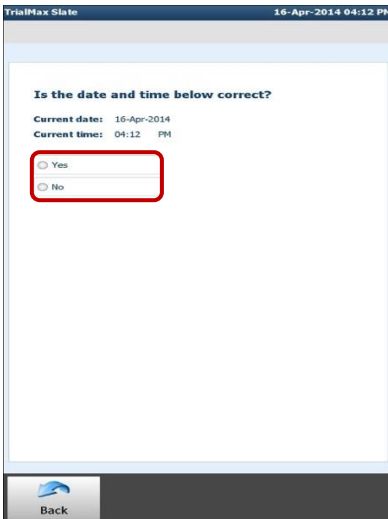 TrialMax Slate 16-Apr-2014 04:12 PM
Is the date and time below correct?
Current date: 16-Apr-2014
Current time: 04:12 PM
Yes
No
Back